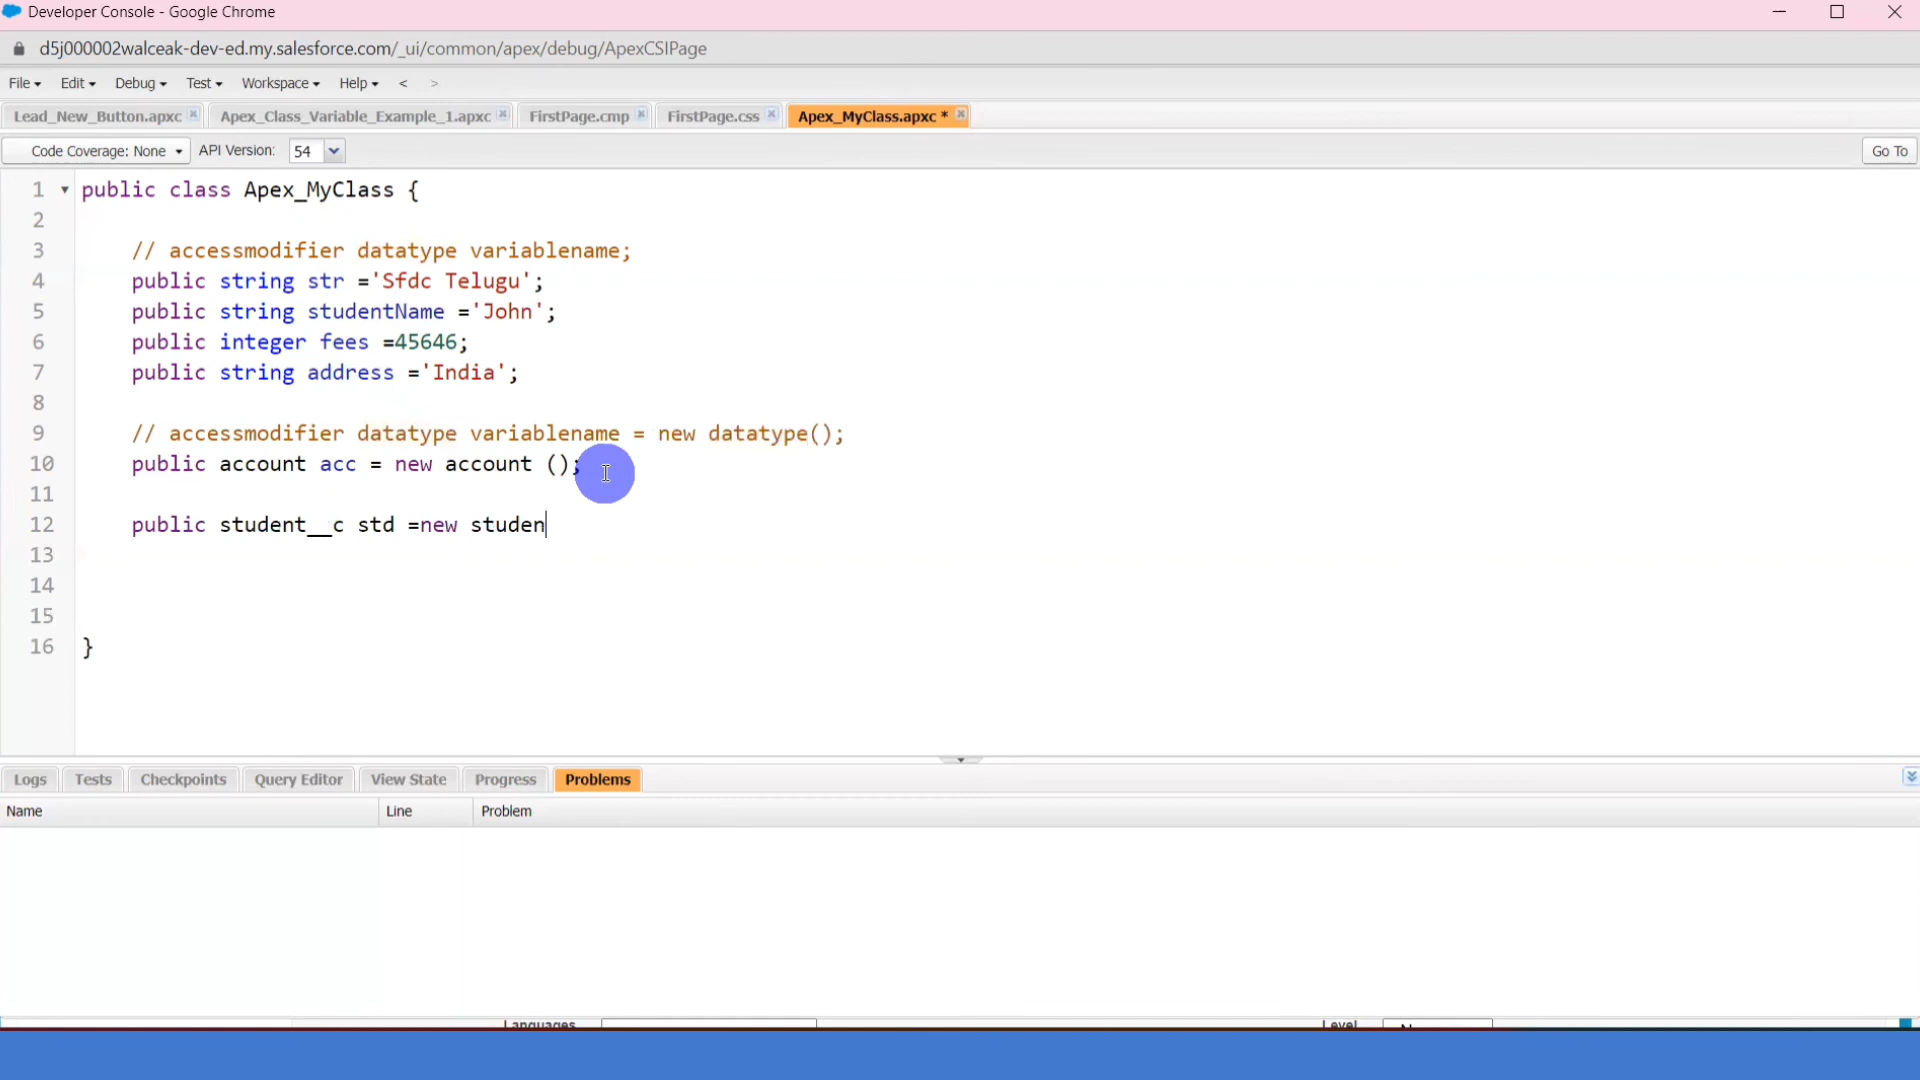 Developer Console - Google Chrome
d5j000002walceak-dev-ed.my.salesforce.com/_ui/common/apex/debug/ApexCSIPage
File Edit Debug Test Workspace Help < >
Lead_New_Button.apxc Apex_Class_Variable_Example_1.apxc FirstPage.cmp FirstPage.css Apex_MyClass.apxc *
Code Coverage: None API Version: 54 Go To
1 public class Apex_MyClass {
2
3 // accessmodifier datatype variablename;
4 public string str ='Sfdc Telugu';
5 public string studentName ='John';
6 public integer fees =45646;
7 public string address ='India';
8
9 // accessmodifier datatype variablename = new datatype();
10 public account acc = new account ();
11
12 public student__c std =new studen
13
14
15
16 }
Logs Tests Checkpoints Query Editor View State Progress Problems
Name Line Problem
Languages Level